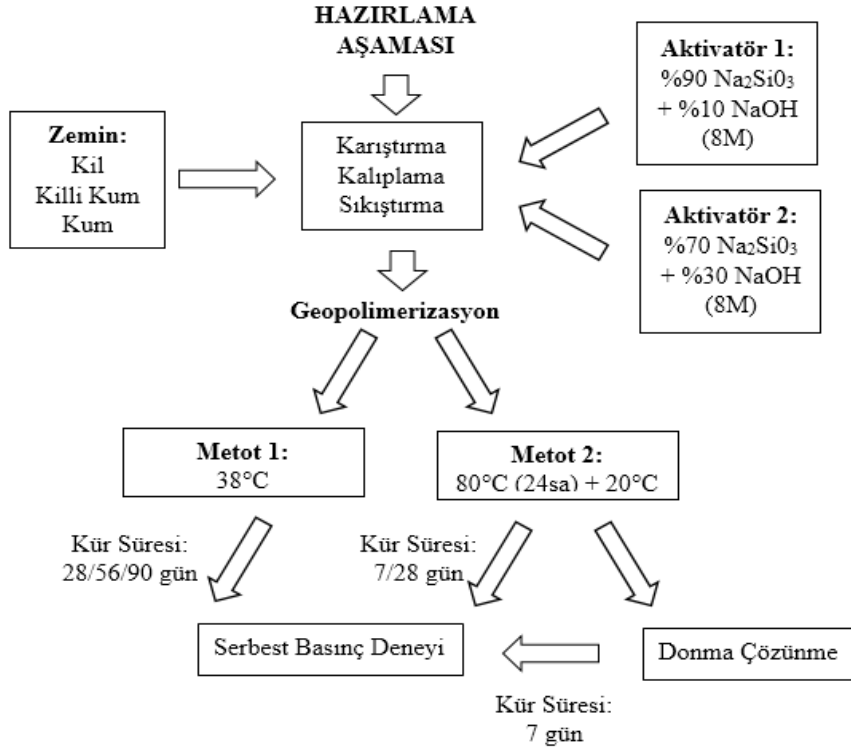 HAZIRLAMA
AŞAMASI
Zemin:
Kil
Killi Kum
Kum
Karıştırma
Kalıplama
Sıkıştırma
Aktivatör 1:
%90 Na₂Si0₃
+ %10 NaOH
(8M)
Aktivatör 2:
%70 Na₂Si0₃
+ %30 NaOH
(8M)
Geopolimerizasyon
Metot 1:
38°C
Metot 2:
80°C (24sa) + 20°C
Kür Süresi:
28/56/90 gün
Kür Süresi:
7/28 gün
Serbest Basınç Deneyi
Donma Çözünme
Kür Süresi:
7 gün